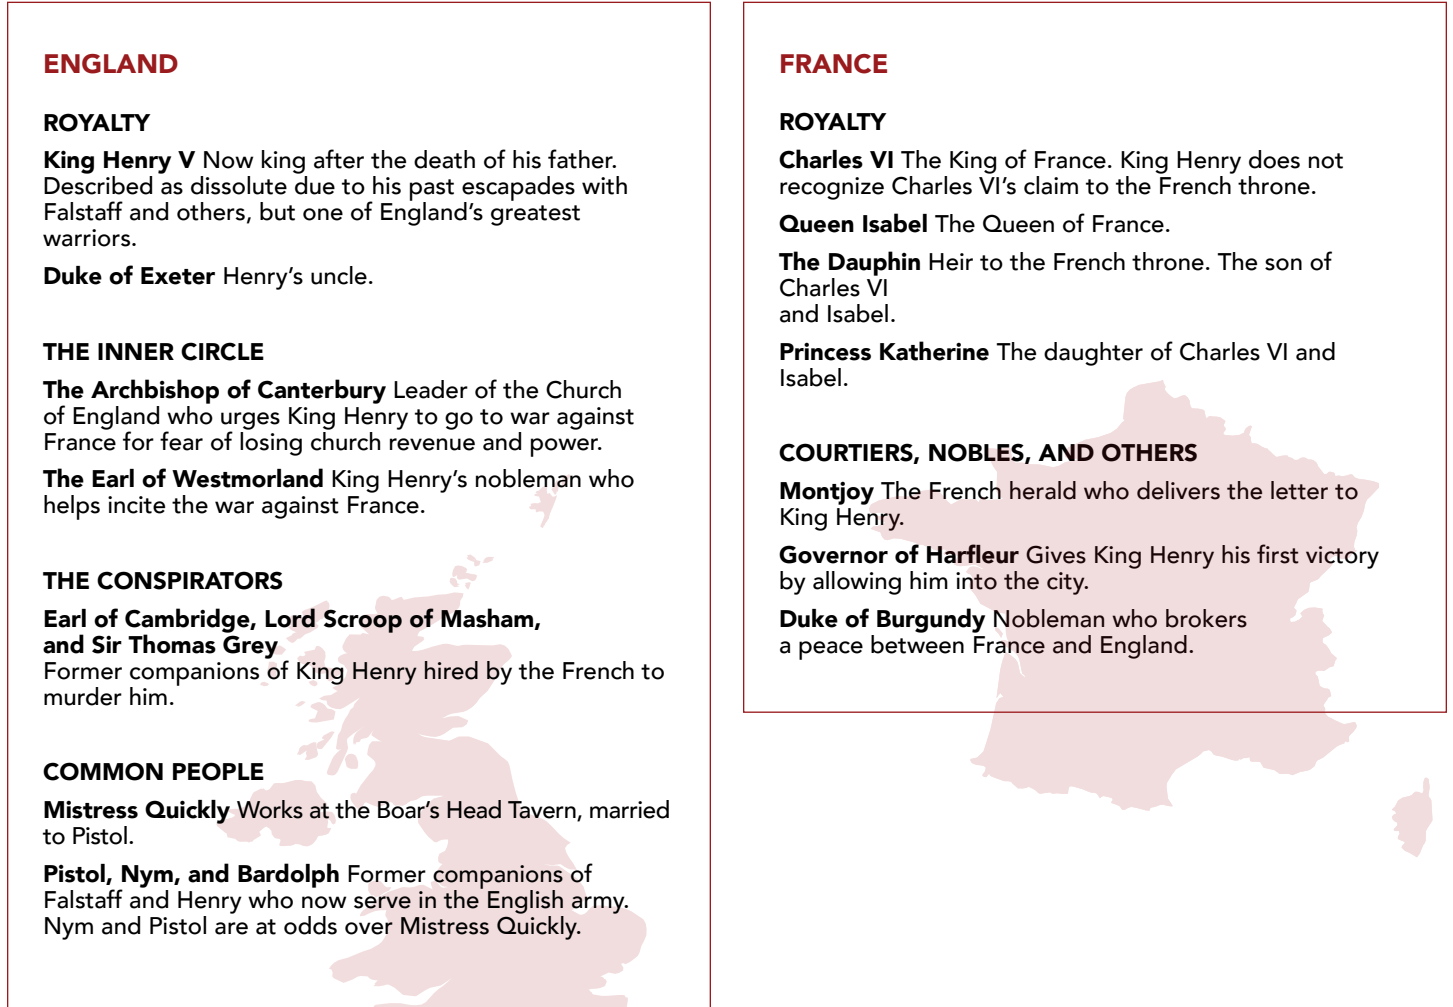 ENGLAND
ROYALTY
King Henry V Now king after the death of his father.
Described as dissolute due to his past escapades with
Falstaff and others, but one of England’s greatest
warriors.
Duke of Exeter Henry’s uncle.
THE INNER CIRCLE
The Archbishop of Canterbury Leader of the Church
of England who urges King Henry to go to war against
France for fear of losing church revenue and power.
The Earl of Westmorland King Henry’s nobleman who
helps incite the war against France.
THE CONSPIRATORS
Earl of Cambridge, Lord Scroop of Masham,
and Sir Thomas Grey
Former companions of King Henry hired by the French to
murder him.
COMMON PEOPLE
Mistress Quickly Works at the Boar’s Head Tavern, married
to Pistol.
Pistol, Nym, and Bardolph Former companions of
Falstaff and Henry who now serve in the English army.
Nym and Pistol are at odds over Mistress Quickly.
FRANCE
ROYALTY
Charles VI The King of France. King Henry does not
recognize Charles VI’s claim to the French throne.
Queen Isabel The Queen of France.
The Dauphin Heir to the French throne. The son of
Charles VI
and Isabel.
Princess Katherine The daughter of Charles VI and
Isabel.
COURTIERS, NOBLES, AND OTHERS
Montjoy The French herald who delivers the letter to
King Henry.
Governor of Harfleur Gives King Henry his first victory
by allowing him into the city.
Duke of Burgundy Nobleman who brokers
a peace between France and England.